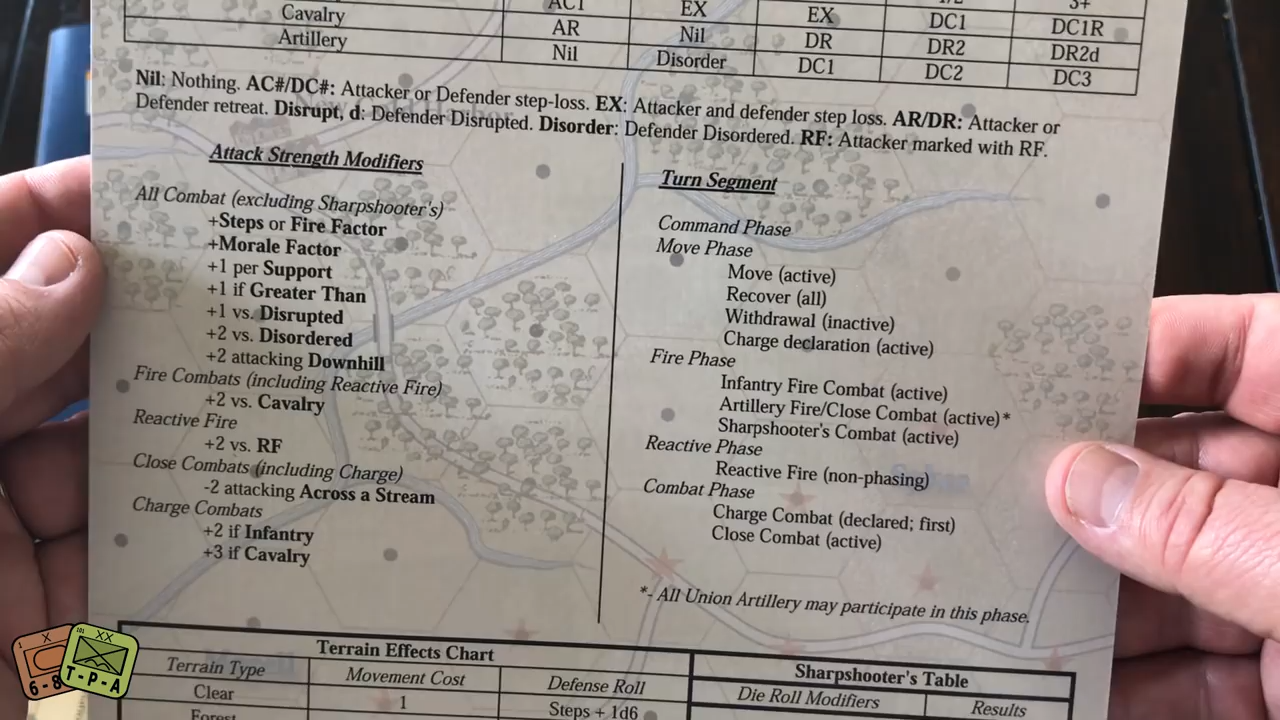 AC1 EX EX DC1 DC1R
Cavalry AR Nil DR DR2 DR2d
Artillery Nil Disorder DC1 DC2 DC3
Nil: Nothing. AC#/DC#: Attacker or Defender step-loss. EX: Attacker and defender step loss. AR/DR: Attacker or
Defender retreat. Disrupt, d: Defender Disrupted. Disorder: Defender Disordered. RF: Attacker marked with RF.
Attack Strength Modifiers
All Combat (excluding Sharpshooter's)
+Steps or Fire Factor
+Morale Factor
+1 per Support
+1 if Greater Than
+1 vs. Disrupted
+2 vs. Disordered
+2 attacking Downhill
Fire Combats (including Reactive Fire)
+2 vs. Cavalry
Reactive Fire
+2 vs. RF
Close Combats (including Charge)
-2 attacking Across a Stream
Charge Combats
+2 if Infantry
+3 if Cavalry
Turn Segment
Command Phase
Move Phase
Move (active)
Recover (all)
Withdrawal (inactive)
Charge declaration (active)
Fire Phase
Infantry Fire Combat (active)
Artillery Fire/Close Combat (active)*
Sharpshooter's Combat (active)
Reactive Phase
Reactive Fire (non-phasing)
Combat Phase
Charge Combat (declared; first)
Close Combat (active)
*- All Union Artillery may participate in this phase.
Terrain Effects Chart
Terrain Type Movement Cost Defense Roll
Clear 1 Steps + 1d6
Forest
Sharpshooter's Table
Die Roll Modifiers Results
X
XX
T-P-A